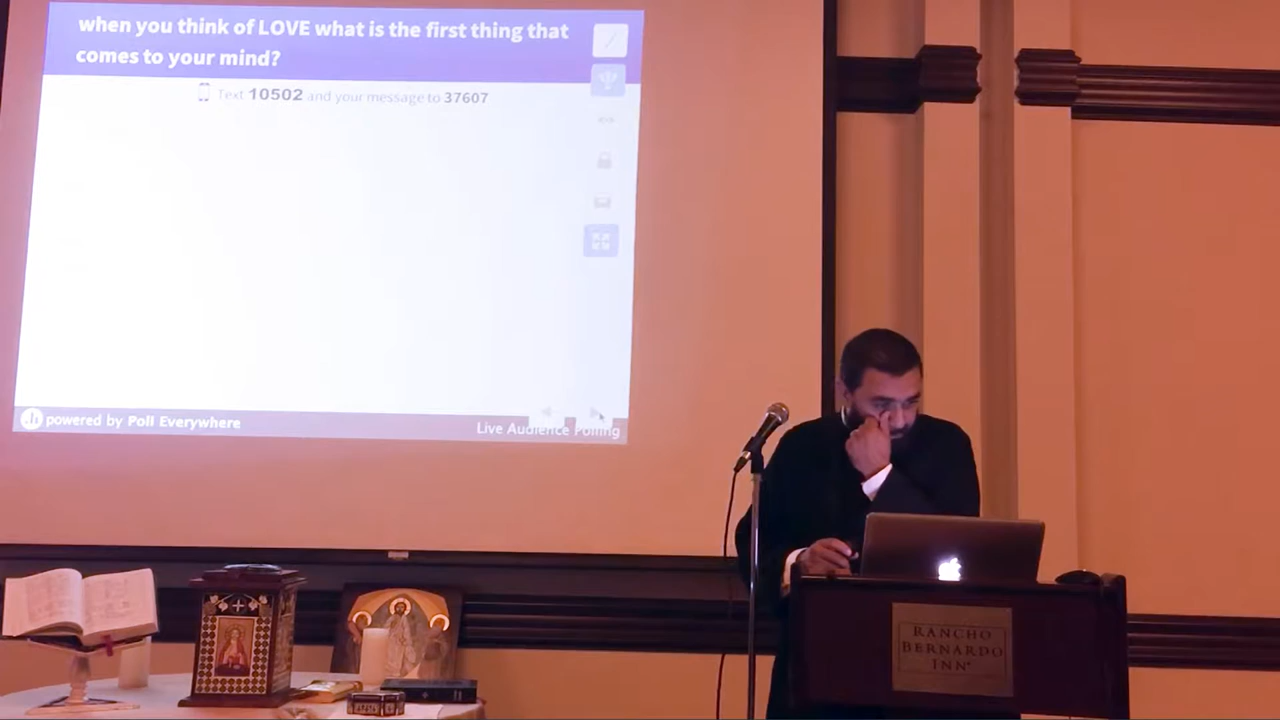 when you think of LOVE what is the first thing that
comes to your mind?
Text 10502 and your message to 37607
powered by Poll Everywhere
Live Audience Polling
RANCHO
BERNARDO
INN